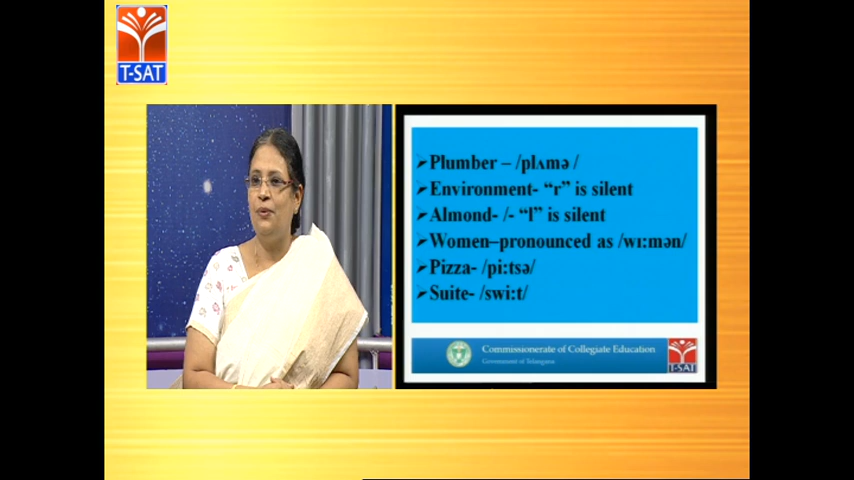 T-SAT
➢Plumber – /plʌmə /
➢Environment- “r” is silent
➢Almond- /- “l” is silent
➢Women–pronounced as /wɪ:mən/
➢Pizza- /pi:tsə/
➢Suite- /swi:t/
Commissionerate of Collegiate Education
Government of Telangana
T-SAT